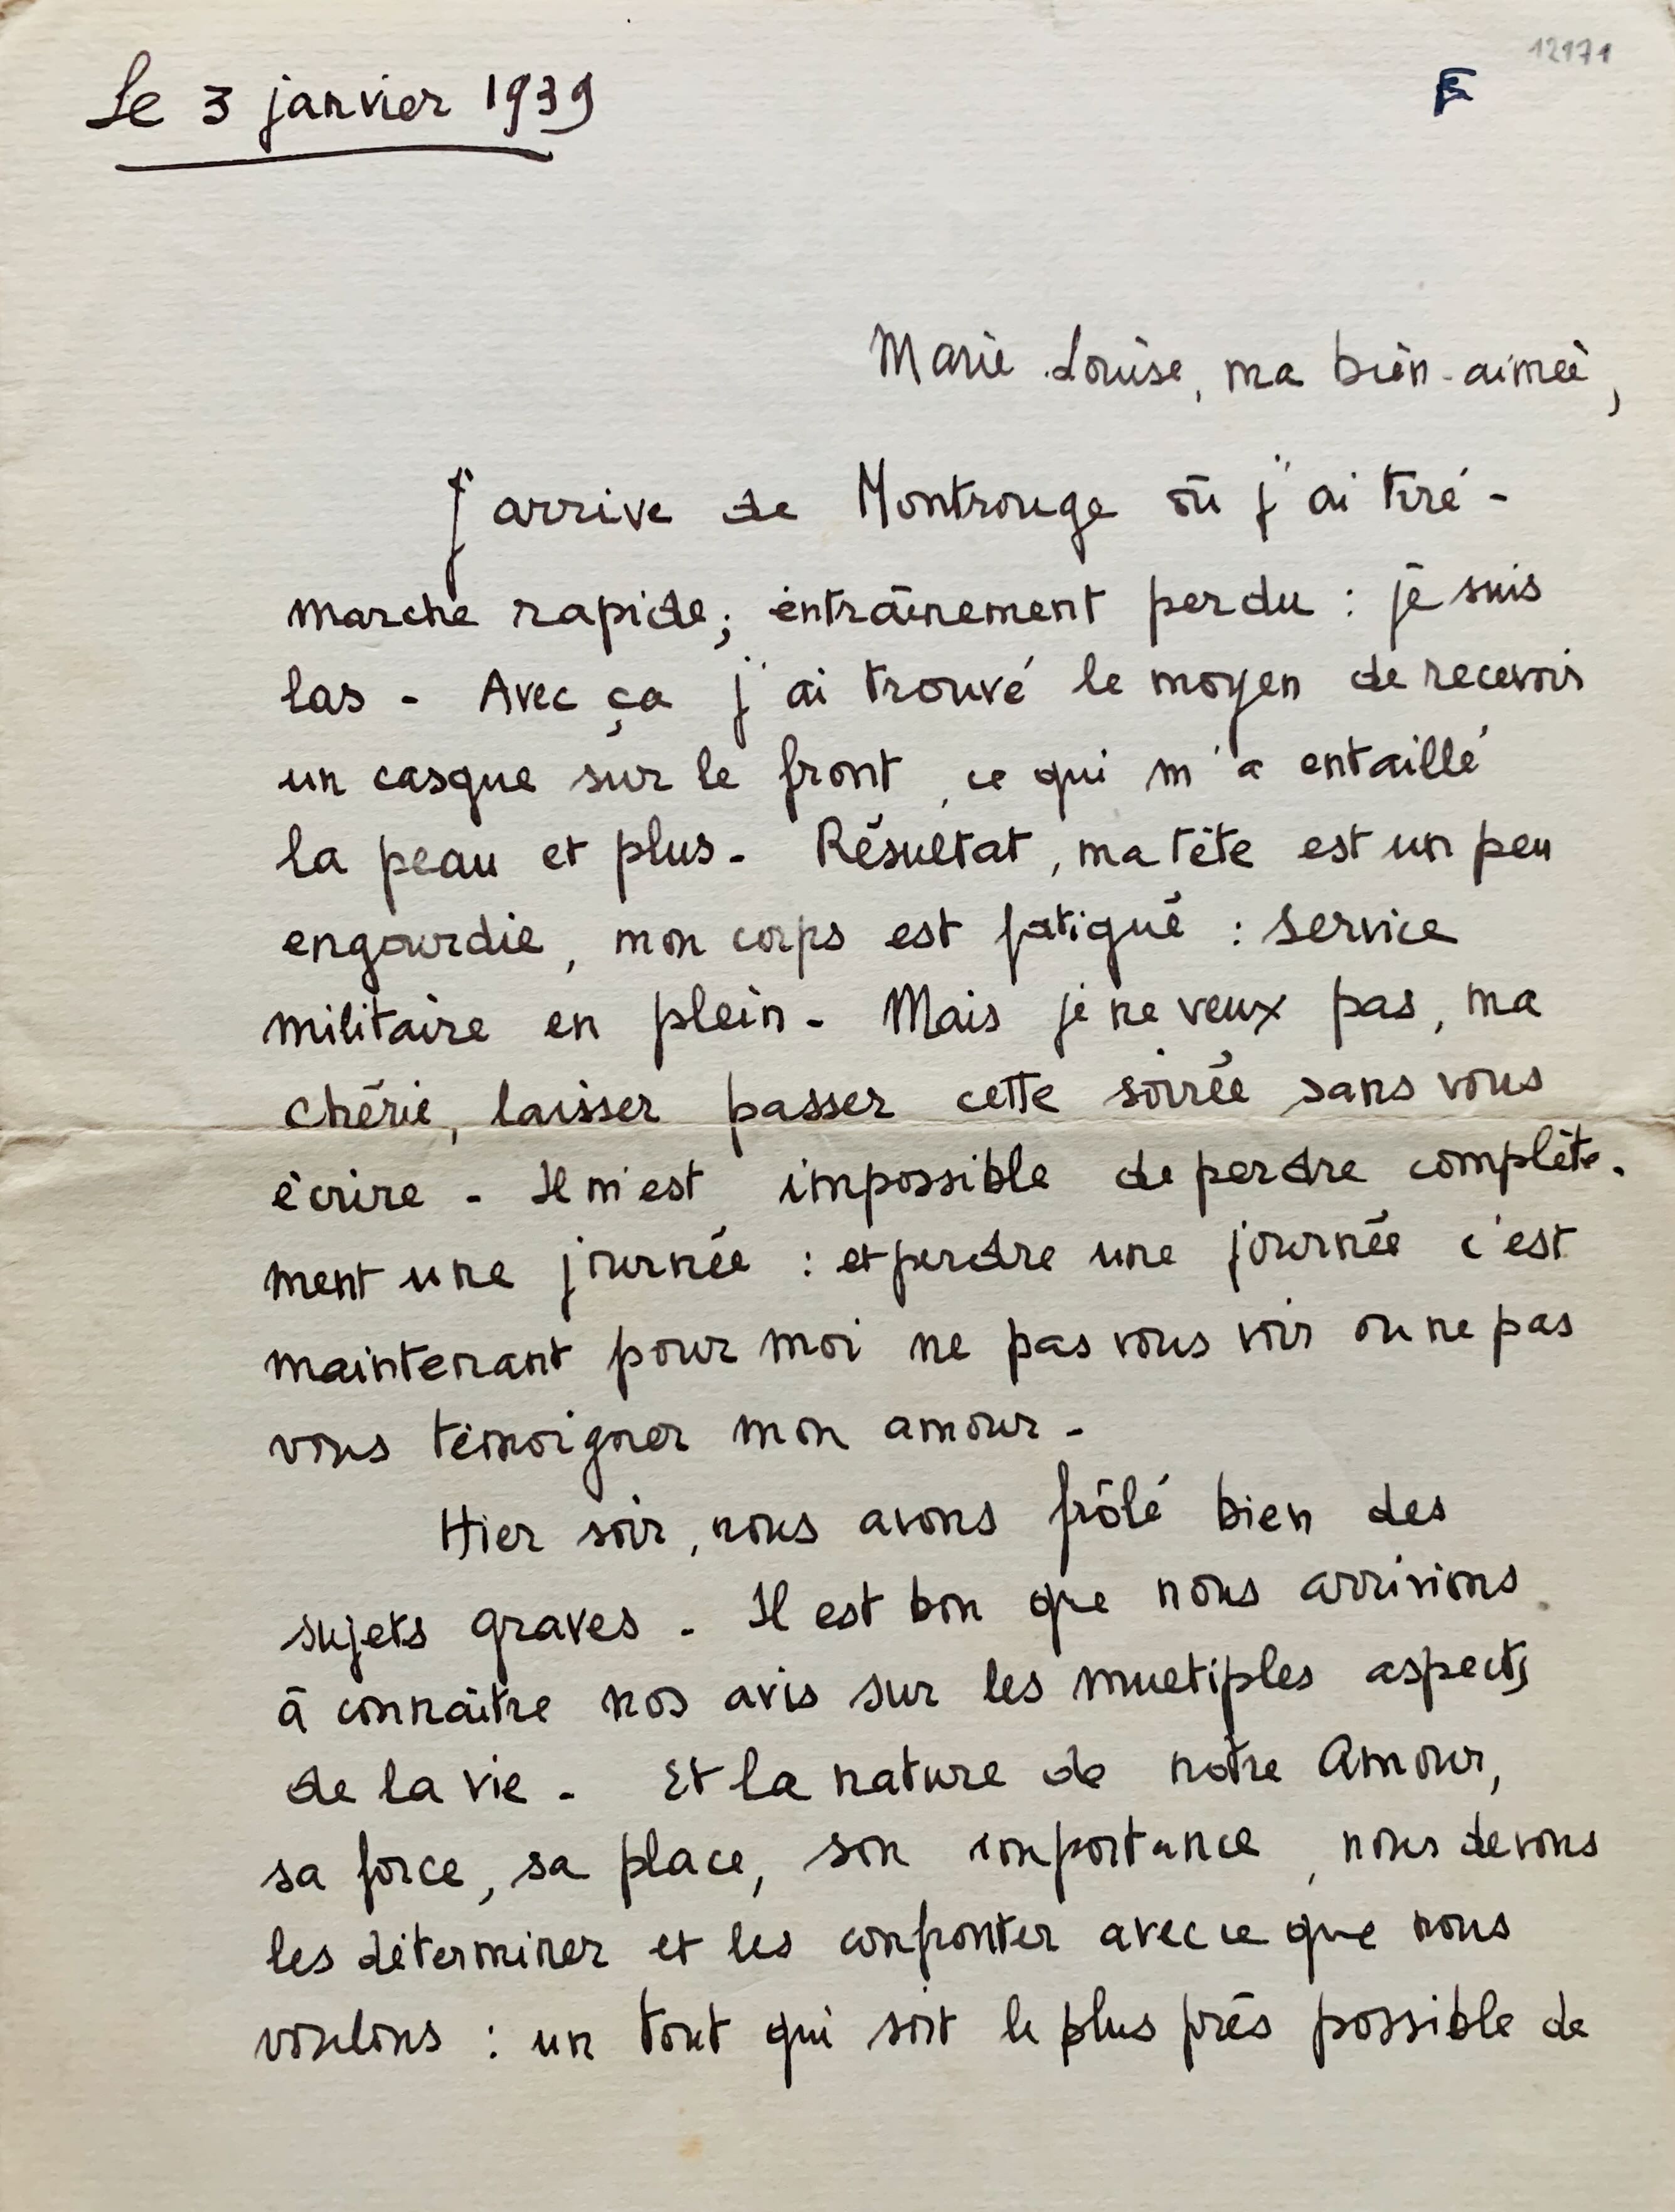 12171
Le 3 janvier 1939
Marie Louise, ma bien-aimée,
J'arrive de Montrouge où j'ai tiré -
marche rapide; entraînement perdu : je suis
las - Avec ça j'ai trouvé le moyen de recevoir
un casque sur le front, ce qui m'a entaillé
la peau et plus - Résultat, ma tête est un peu
engourdie, mon corps est fatigué : service
militaire en plein - Mais je ne veux pas, ma
chérie, laisser passer cette soirée sans vous
écrire - Il m'est impossible de perdre complète-
ment une journée : et perdre une journée c'est
maintenant pour moi ne pas vous voir ou ne pas
vous témoigner mon amour -
Hier soir, nous avons frôlé bien des
sujets graves - Il est bon que nous arrivions
à connaître nos avis sur les multiples aspects
de la vie - Et la nature de notre Amour,
sa force, sa place, son importance, nous devons
les déterminer et les confronter avec ce que nous
voulons : un tout qui soit le plus près possible de